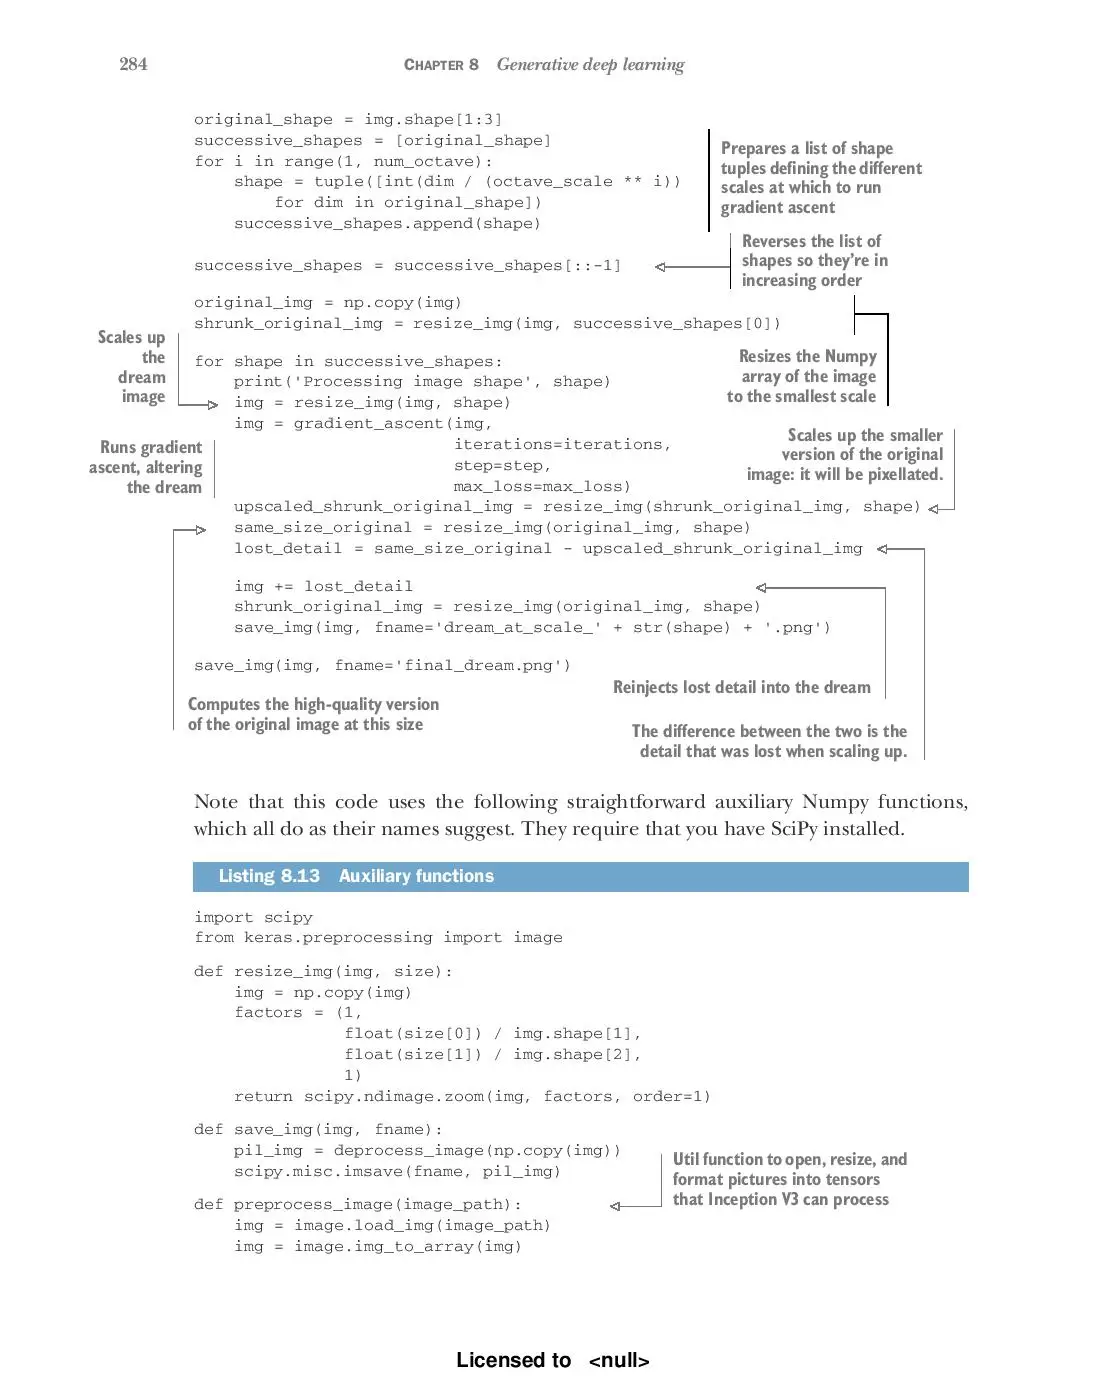 284
CHAPTER 8 Generative deep learning
original_shape = img.shape[1:3]
successive_shapes = [original_shape]
for i in range(1, num_octave):
    shape = tuple([int(dim / (octave_scale ** i))
        for dim in original_shape])
    successive_shapes.append(shape)
Prepares a list of shape
tuples defining the different
scales at which to run
gradient ascent
successive_shapes = successive_shapes[::-1]
Reverses the list of
shapes so they’re in
increasing order
original_img = np.copy(img)
shrunk_original_img = resize_img(img, successive_shapes[0])
Resizes the Numpy
array of the image
to the smallest scale
Scales up
the
dream
image
for shape in successive_shapes:
    print('Processing image shape', shape)
    img = resize_img(img, shape)
    img = gradient_ascent(img,
                          iterations=iterations,
                          step=step,
                          max_loss=max_loss)
Runs gradient
ascent, altering
the dream
Scales up the smaller
version of the original
image: it will be pixellated.
    upscaled_shrunk_original_img = resize_img(shrunk_original_img, shape)
    same_size_original = resize_img(original_img, shape)
    lost_detail = same_size_original - upscaled_shrunk_original_img
    img += lost_detail
    shrunk_original_img = resize_img(original_img, shape)
    save_img(img, fname='dream_at_scale_' + str(shape) + '.png')
save_img(img, fname='final_dream.png')
Reinjects lost detail into the dream
Computes the high-quality version
of the original image at this size
The difference between the two is the
detail that was lost when scaling up.
Note that this code uses the following straightforward auxiliary Numpy functions,
which all do as their names suggest. They require that you have SciPy installed.
Listing 8.13 Auxiliary functions
import scipy
from keras.preprocessing import image
def resize_img(img, size):
    img = np.copy(img)
    factors = (1,
               float(size[0]) / img.shape[1],
               float(size[1]) / img.shape[2],
               1)
    return scipy.ndimage.zoom(img, factors, order=1)
def save_img(img, fname):
    pil_img = deprocess_image(np.copy(img))
    scipy.misc.imsave(fname, pil_img)
Util function to open, resize, and
format pictures into tensors
that Inception V3 can process
def preprocess_image(image_path):
    img = image.load_img(image_path)
    img = image.img_to_array(img)
Licensed to <null>